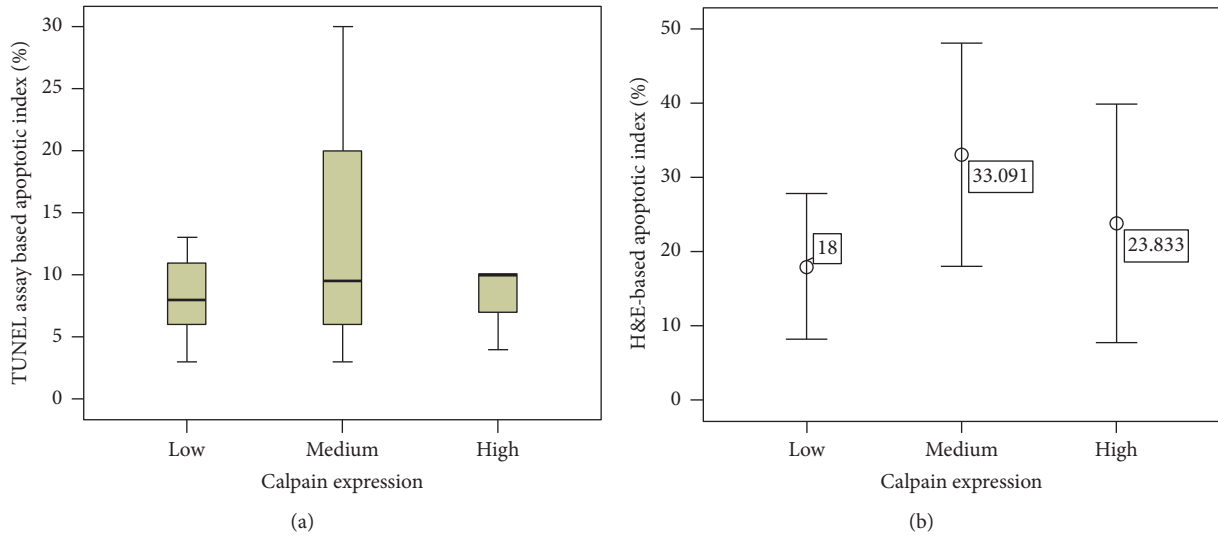 TUNEL assay based apoptotic index (%)
30
25
20
15
10
5
0
Low Medium High
Calpain expression
(a)
H&E-based apoptotic index (%)
50
40
30
20
10
0
18
33.091
23.833
Low Medium High
Calpain expression
(b)